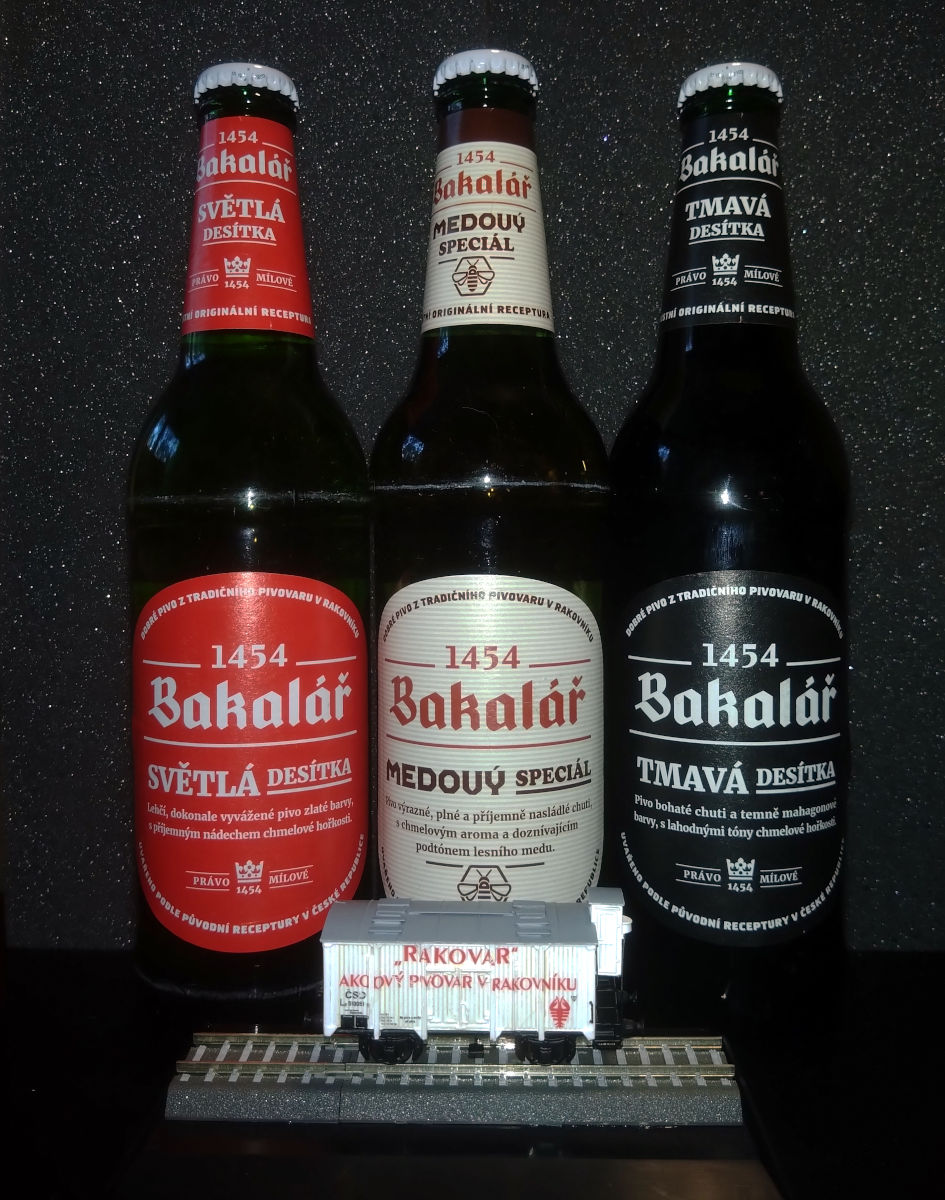 1454
Bakalář
SVĚTLÁ
DESÍTKA
PRÁVO MÍLOVÉ
1454
ORIGINÁLNÍ RECEPTURA
DOBRÉ PIVO Z TRADIČNÍHO PIVOVARU V RAKOVNÍKU
1454
Bakalář
SVĚTLÁ DESÍTKA
Lehčí, dokonale vyvážené pivo zlaté barvy,
s příjemným nádechem chmelové hořkosti.
PRÁVO MÍLOVÉ
1454
UVAŘENO PODLE PŮVODNÍ RECEPTURY V ČESKÉ REPUBLICE
1454
Bakalář
MEDOVÝ
SPECIÁL
ORIGINÁLNÍ RECEPTURA
DOBRÉ PIVO Z TRADIČNÍHO PIVOVARU V RAKOVNÍKU
1454
Bakalář
MEDOVÝ SPECIÁL
Pivo výrazné, plné a příjemně nasládlé chuti,
s chmelovým aroma a doznívajícím
podtónem lesního medu.
1454
Bakalář
TMAVÁ
DESÍTKA
PRÁVO MÍLOVÉ
1454
ORIGINÁLNÍ RECEPTURA
DOBRÉ PIVO Z TRADIČNÍHO PIVOVARU V RAKOVNÍKU
1454
Bakalář
TMAVÁ DESÍTKA
Pivo bohaté chuti a temně mahagonové
barvy, s lahodnými tóny chmelové hořkosti.
PRÁVO MÍLOVÉ
1454
UVAŘENO PODLE PŮVODNÍ RECEPTURY V ČESKÉ REPUBLICE
„RAKOVAR“
AKCIOVÝ PIVOVAR V RAKOVNÍKU
ČSD